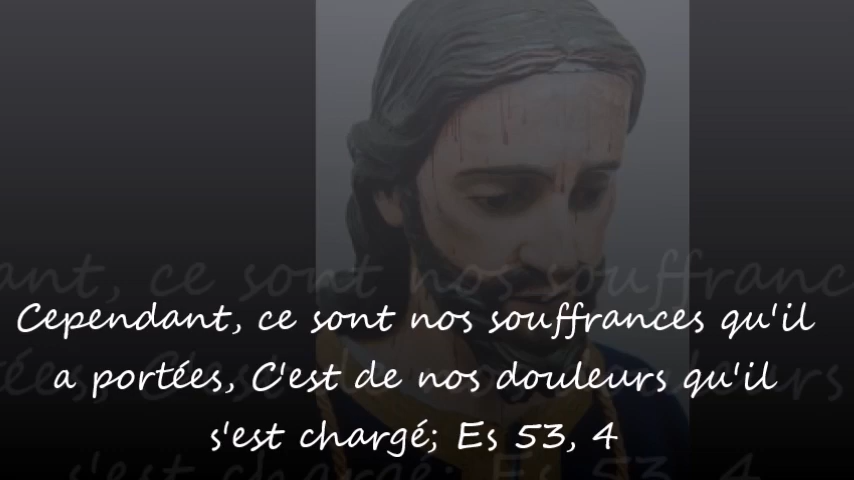 Cependant, ce sont nos souffrances qu'il
a portées, C'est de nos douleurs qu'il
s'est chargé; Es 53, 4